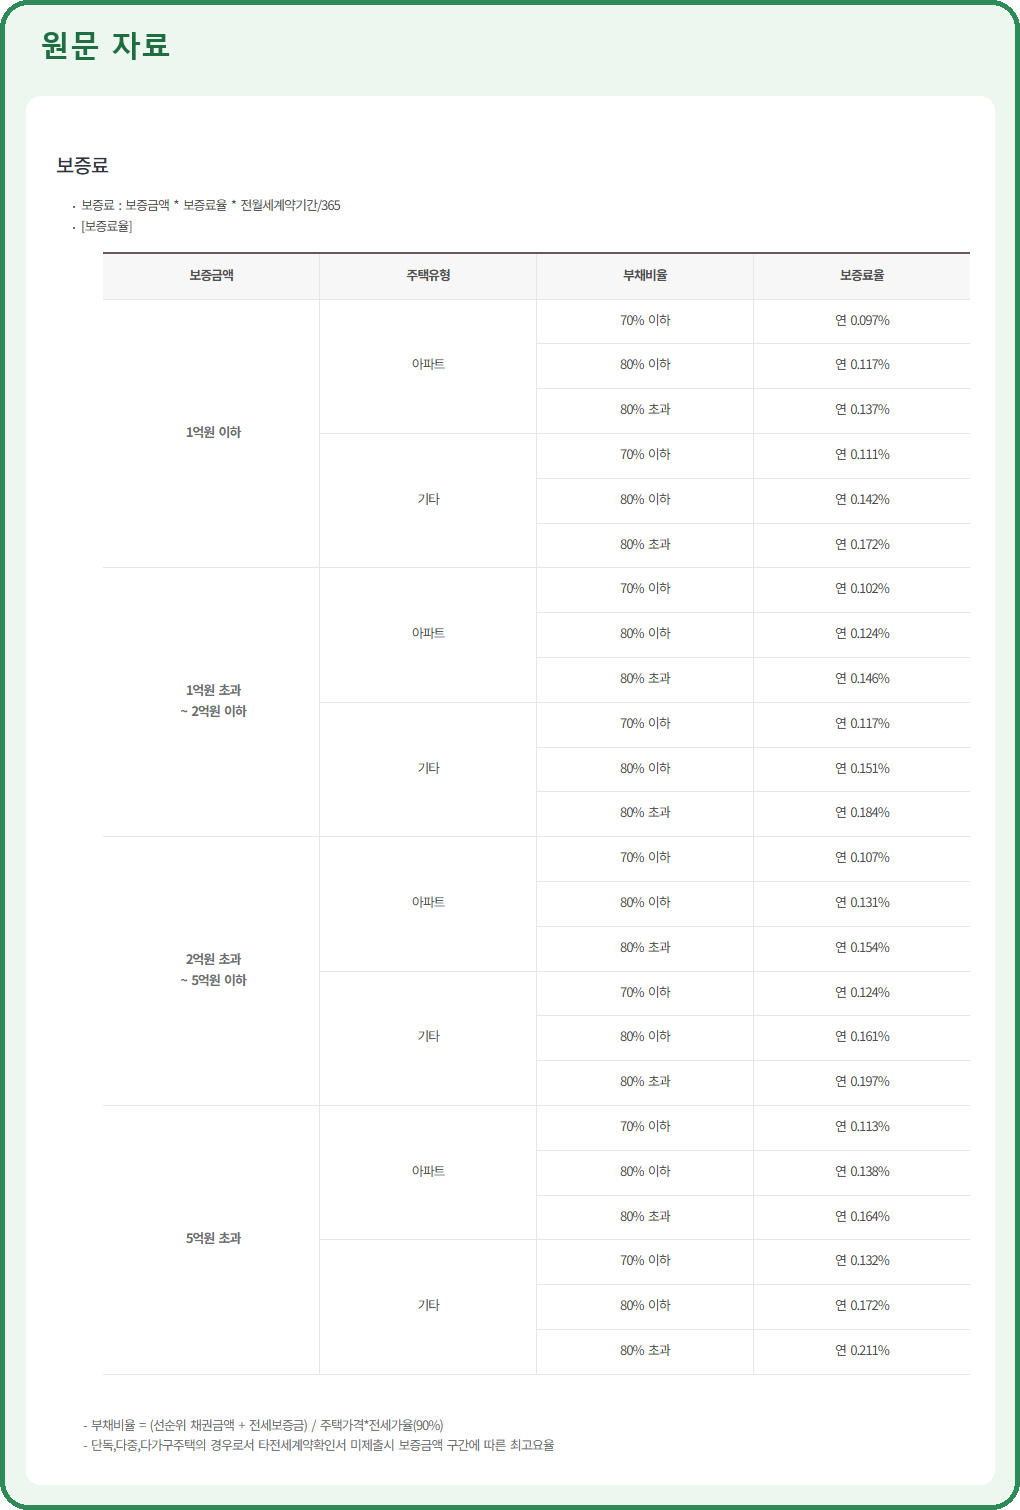 원문 자료
보증료
· 보증료 : 보증금액 * 보증료율 * 전월세계약기간/365
· [보증료율]
보증금액 주택유형 부채비율 보증료율
1억원 이하 아파트 70% 이하 연 0.097%
80% 이하 연 0.117%
80% 초과 연 0.137%
기타 70% 이하 연 0.111%
80% 이하 연 0.142%
80% 초과 연 0.172%
1억원 초과
~ 2억원 이하 아파트 70% 이하 연 0.102%
80% 이하 연 0.124%
80% 초과 연 0.146%
기타 70% 이하 연 0.117%
80% 이하 연 0.151%
80% 초과 연 0.184%
2억원 초과
~ 5억원 이하 아파트 70% 이하 연 0.107%
80% 이하 연 0.131%
80% 초과 연 0.154%
기타 70% 이하 연 0.124%
80% 이하 연 0.161%
80% 초과 연 0.197%
5억원 초과 아파트 70% 이하 연 0.113%
80% 이하 연 0.138%
80% 초과 연 0.164%
기타 70% 이하 연 0.132%
80% 이하 연 0.172%
80% 초과 연 0.211%
- 부채비율 = (선순위 채권금액 + 전세보증금) / 주택가격*전세가율(90%)
- 단독,다중,다가구주택의 경우로서 타전세계약확인서 미제출시 보증금액 구간에 따른 최고요율